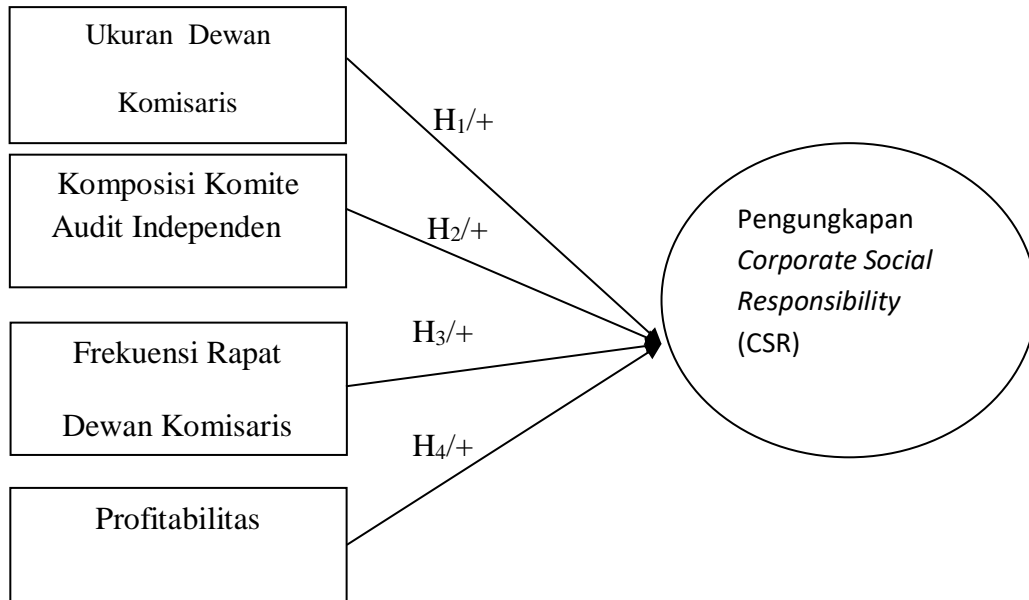 Ukuran Dewan
Komisaris
H₁/+
Komposisi Komite
Audit Independen
H₂/+
Frekuensi Rapat
Dewan Komisaris
H₃/+
Profitabilitas
H₄/+
Pengungkapan
Corporate Social
Responsibility
(CSR)